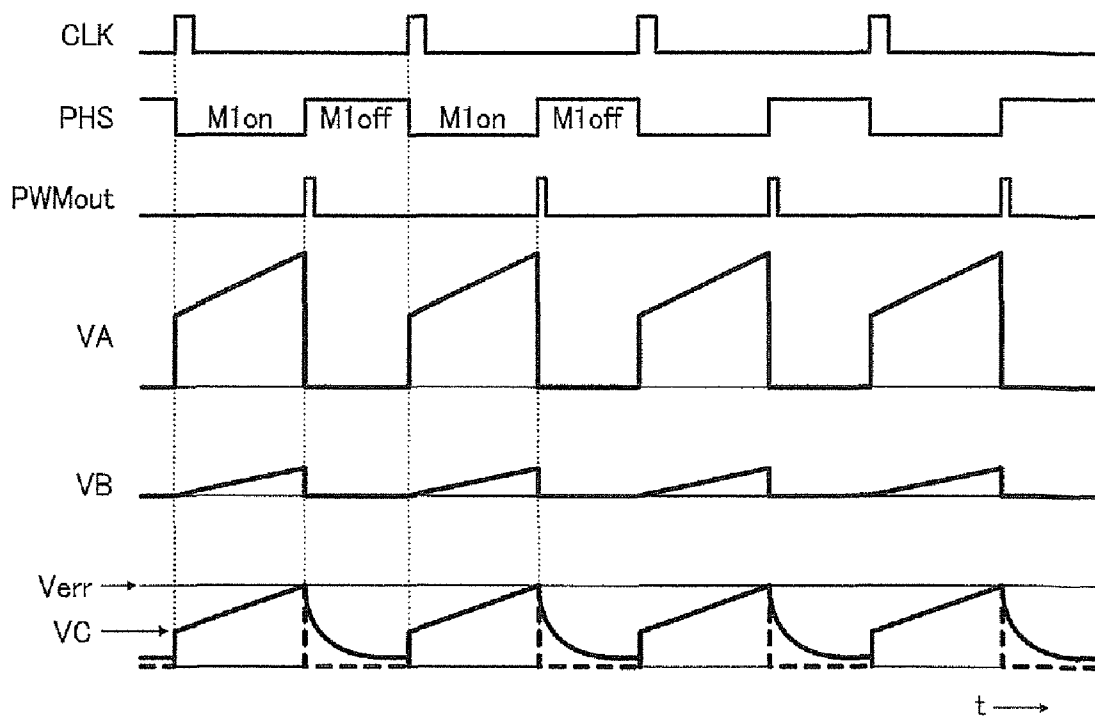 CLK
PHS M1on M1off M1on M1off
PWMout
VA
VB
Verr
VC
t